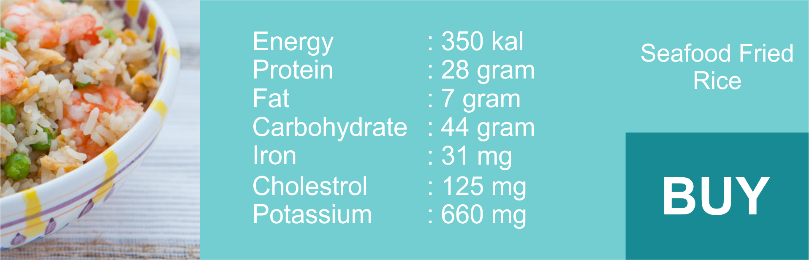 Energy : 350 kal
Protein : 28 gram
Fat : 7 gram
Carbohydrate : 44 gram
Iron : 31 mg
Cholestrol : 125 mg
Potassium : 660 mg
Seafood Fried
Rice
BUY